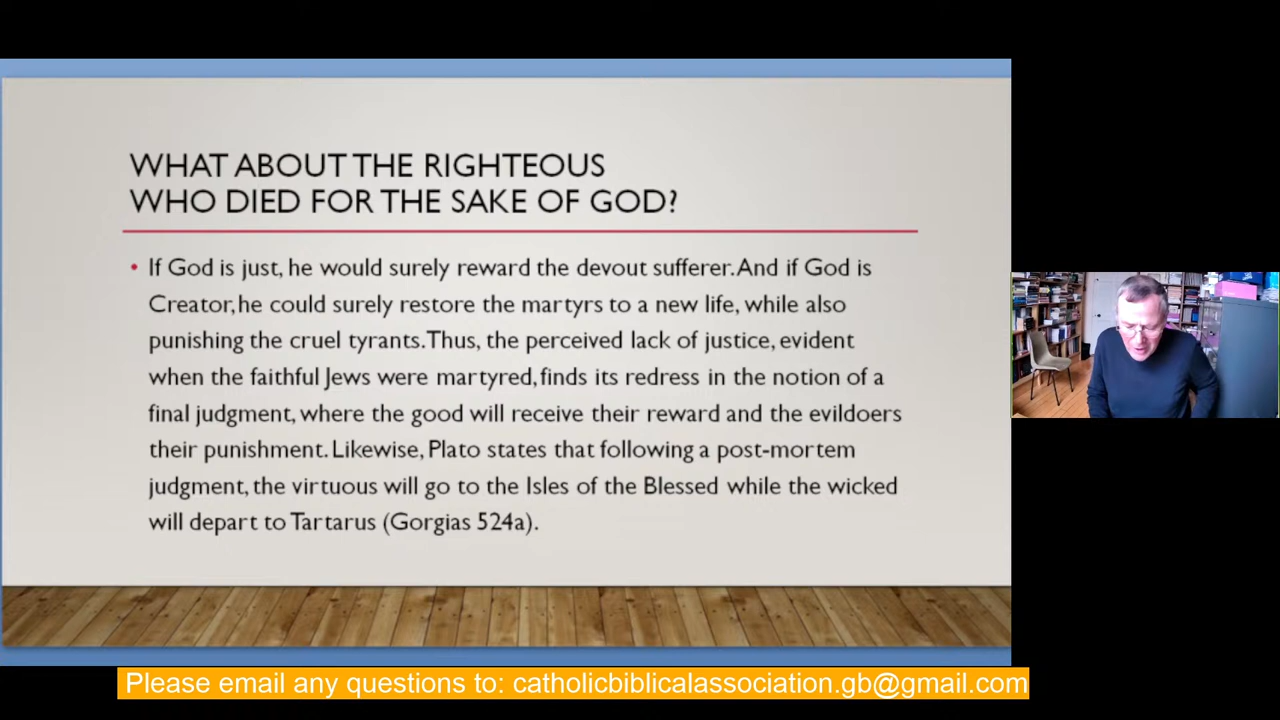 WHAT ABOUT THE RIGHTEOUS
WHO DIED FOR THE SAKE OF GOD?
• If God is just, he would surely reward the devout sufferer. And if God is
Creator, he could surely restore the martyrs to a new life, while also
punishing the cruel tyrants. Thus, the perceived lack of justice, evident
when the faithful Jews were martyred, finds its redress in the notion of a
final judgment, where the good will receive their reward and the evildoers
their punishment. Likewise, Plato states that following a post-mortem
judgment, the virtuous will go to the Isles of the Blessed while the wicked
will depart to Tartarus (Gorgias 524a).
Please email any questions to: catholicbiblicalassociation.gb@gmail.com